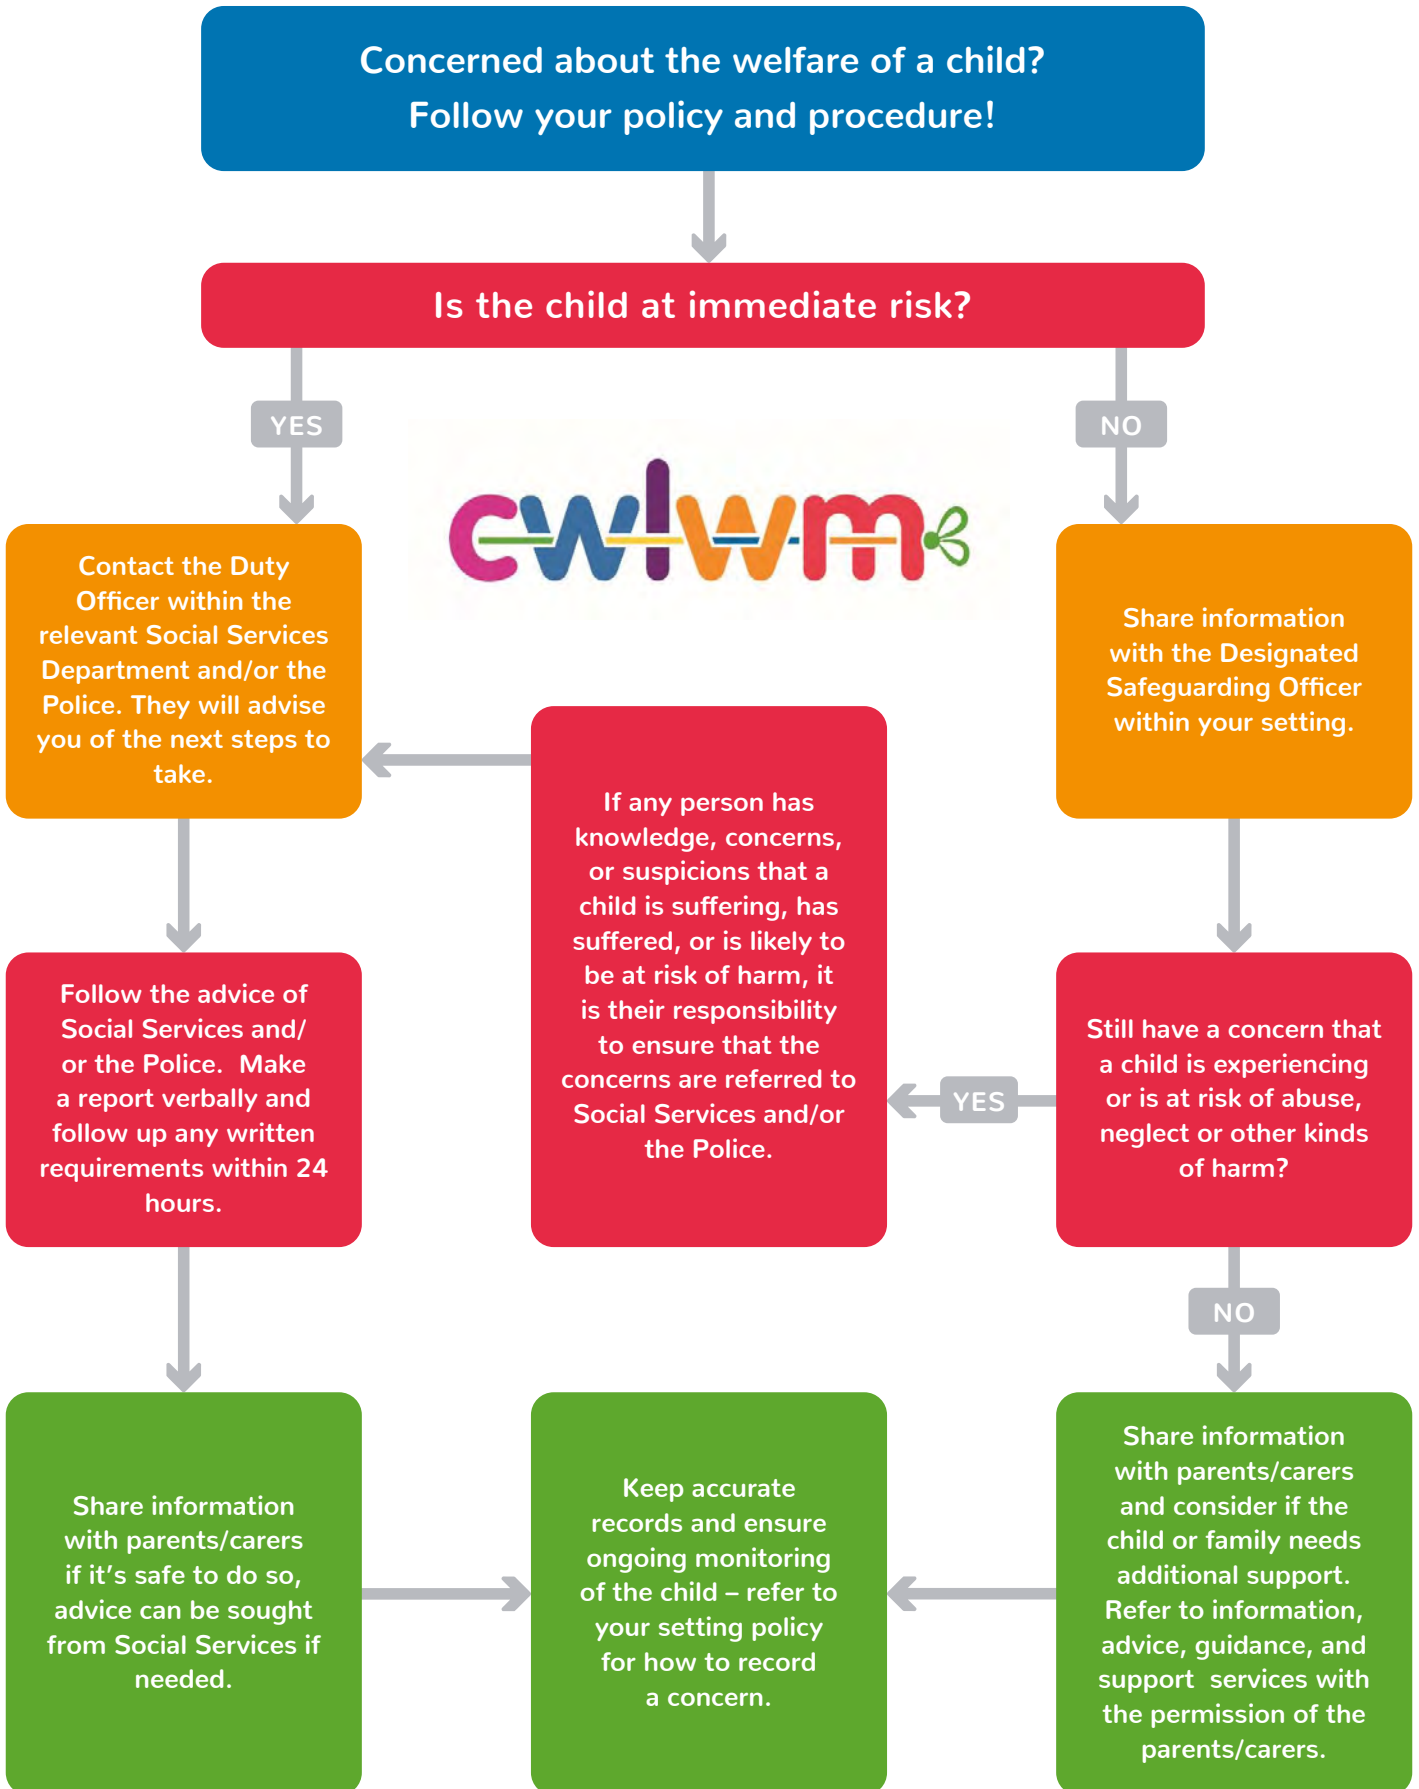 Concerned about the welfare of a child?
Follow your policy and procedure!
Is the child at immediate risk?
YES
NO
cwlwm
Contact the Duty
Officer within the
relevant Social Services
Department and/or the
Police. They will advise
you of the next steps to
take.
Share information
with the Designated
Safeguarding Officer
within your setting.
If any person has
knowledge, concerns,
or suspicions that a
child is suffering, has
suffered, or is likely to
be at risk of harm, it
is their responsibility
to ensure that the
concerns are referred to
Social Services and/or
the Police.
Follow the advice of
Social Services and/
or the Police.  Make
a report verbally and
follow up any written
requirements within 24
hours.
YES
Still have a concern that
a child is experiencing
or is at risk of abuse,
neglect or other kinds
of harm?
NO
Share information
with parents/carers
if it's safe to do so,
advice can be sought
from Social Services if
needed.
Keep accurate
records and ensure
ongoing monitoring
of the child – refer to
your setting policy
for how to record
a concern.
Share information
with parents/carers
and consider if the
child or family needs
additional support.
Refer to information,
advice, guidance, and
support  services with
the permission of the
parents/carers.